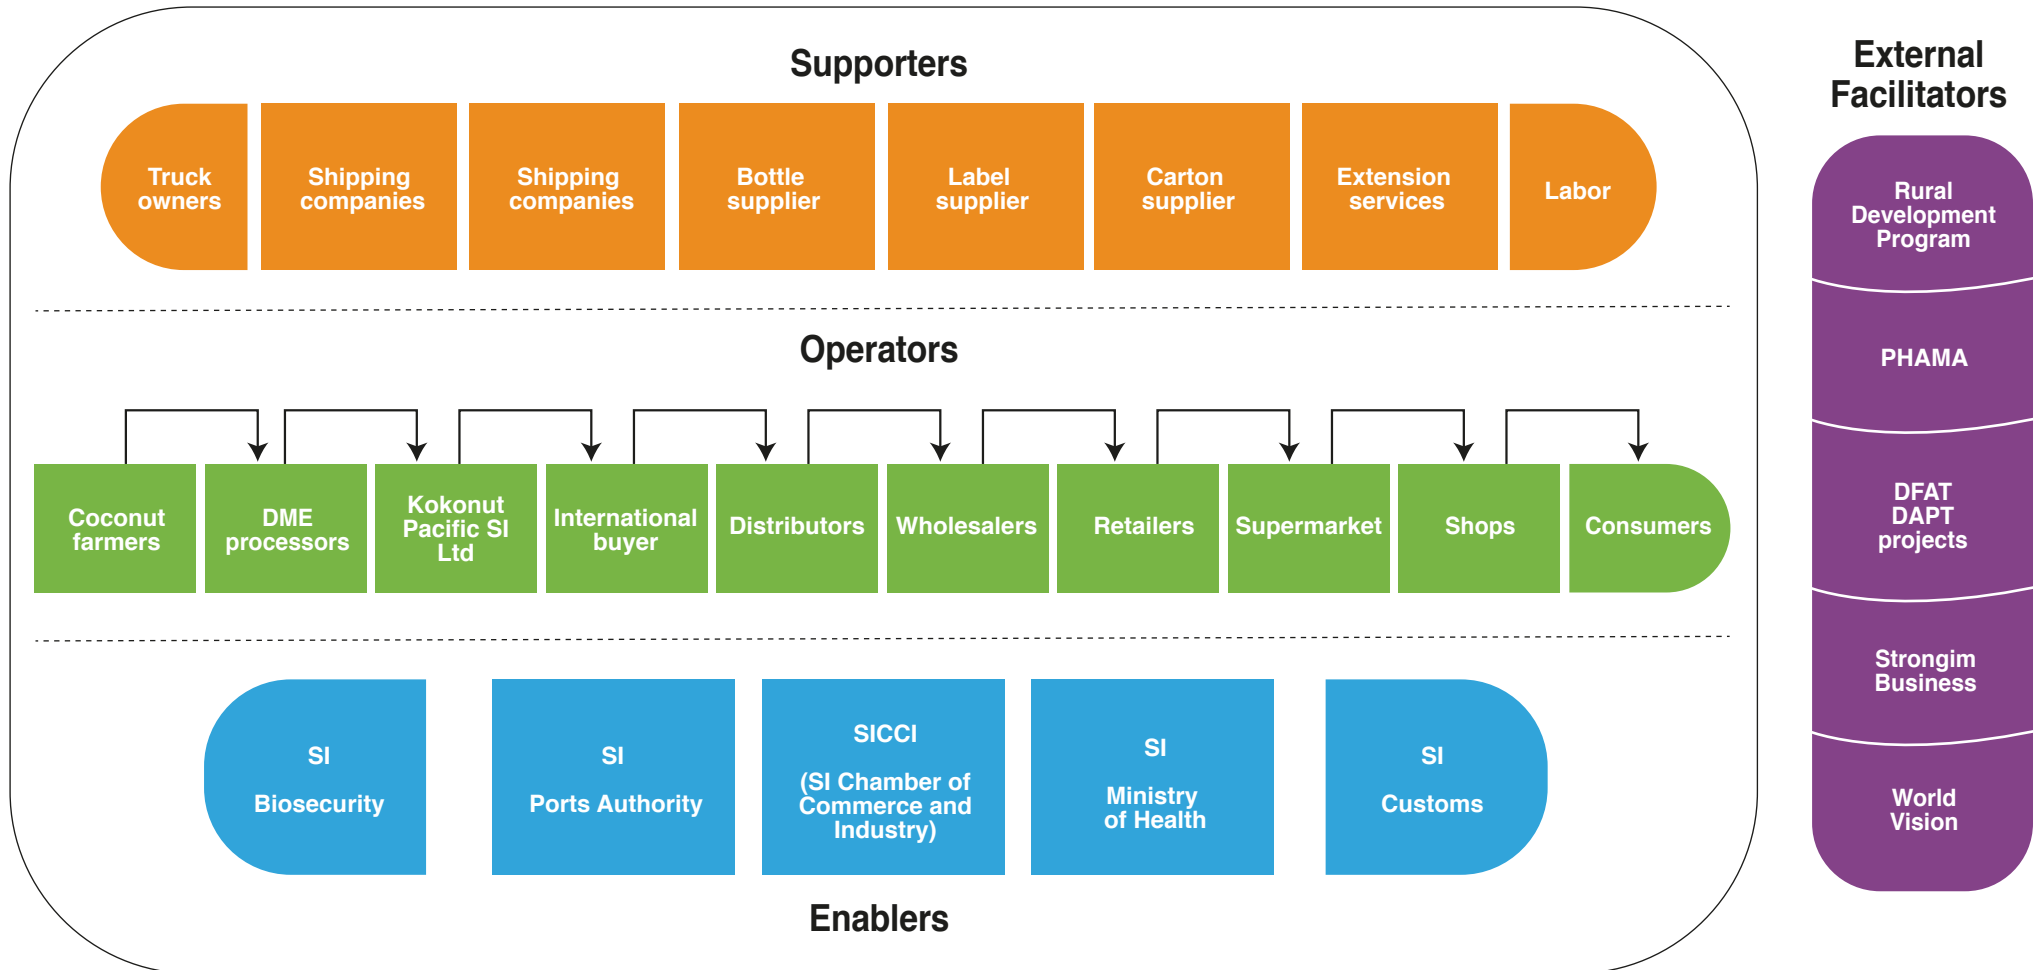 Supporters
Truck
owners
Shipping
companies
Shipping
companies
Bottle
supplier
Label
supplier
Carton
supplier
Extension
services
Labor
Operators
Coconut
farmers
DME
processors
Kokonut
Pacific SI
Ltd
International
buyer
Distributors
Wholesalers
Retailers
Supermarket
Shops
Consumers
SI
Biosecurity
SI
Ports Authority
SICCI
(SI Chamber of
Commerce and
Industry)
SI
Ministry
of Health
SI
Customs
Enablers
External
Facilitators
Rural
Development
Program
PHAMA
DFAT
DAPT
projects
Strongim
Business
World
Vision